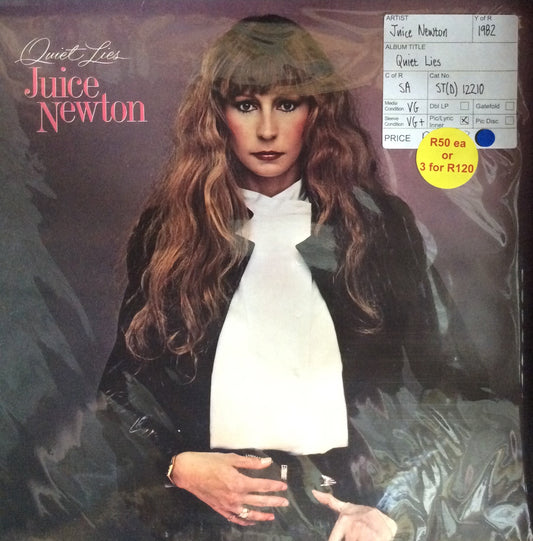 Quiet Lies
Juice
Newton
ARTIST
Juice Newton
Y of R
1982
ALBUM TITLE
Quiet Lies
C of R
SA
Cat No.
ST(D) 12210
Media Condition
VG
Dbl LP
Gatefold
Sleeve Condition
VG+
Pic/Lyric Inner
Pic Disc
PRICE
R50 ea
or
3 for R120